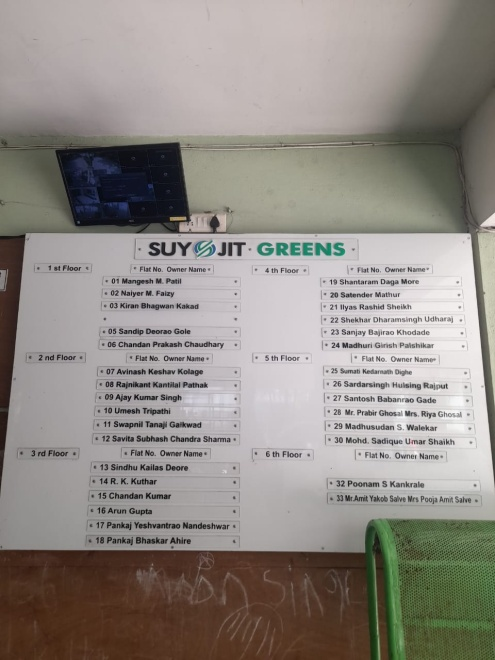 SUYOJIT GREENS
1 st Floor
Flat No. Owner Name
01 Mangesh M. Patil
02 Naiyer M. Faizy
03 Kiran Bhagwan Kakad
05 Sandip Deorao Gole
06 Chandan Prakash Chaudhary
2 nd Floor
Flat No. Owner Name
07 Avinash Keshav Kolage
08 Rajnikant Kantilal Pathak
09 Ajay Kumar Singh
10 Umesh Tripathi
11 Swapnil Tanaji Gaikwad
12 Savita Subhash Chandra Sharma
3 rd Floor
Flat No. Owner Name
13 Sindhu Kailas Deore
14 R. K. Kuthar
15 Chandan Kumar
16 Arun Gupta
17 Pankaj Yeshvantrao Nandeshwar
18 Pankaj Bhaskar Ahire
4 th Floor
Flat No. Owner Name
19 Shantaram Daga More
20 Satender Mathur
21 Ilyas Rashid Sheikh
22 Shekhar Dharamsingh Udharaj
23 Sanjay Bajirao Khodade
24 Madhuri Girish Palshikar
5 th Floor
Flat No. Owner Name
25 Sumati Kedarnath Dighe
26 Sardarsingh Huising Rajput
27 Santosh Babanrao Gade
28 Mr. Prabir Ghosal Mrs. Riya Ghosal
29 Madhusudan S. Walekar
30 Mohd. Sadique Umar Shaikh
6 th Floor
Flat No. Owner Name
32 Poonam S Kankrale
33 Mr.Amit Yakob Salve Mrs Pooja Amit Salve